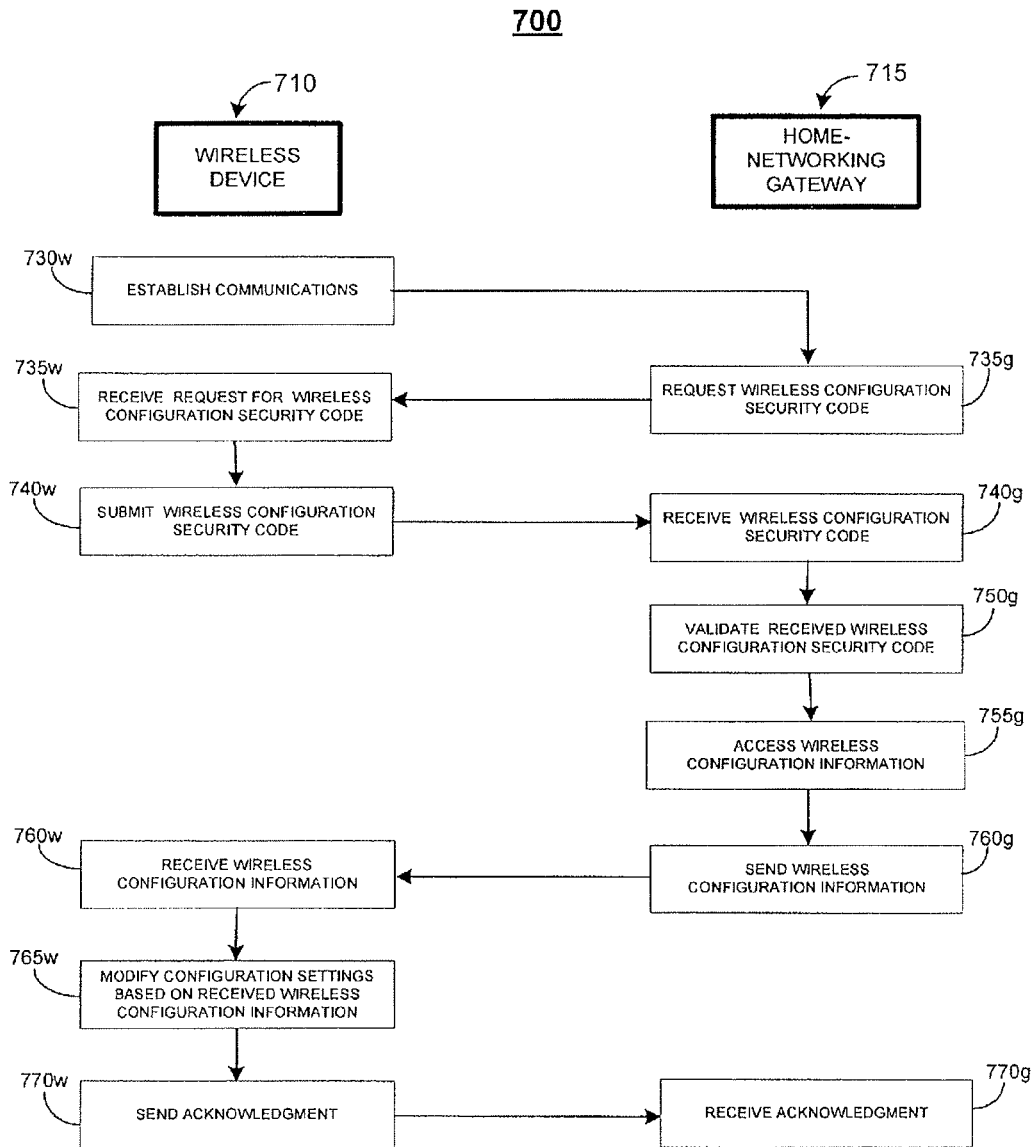 700
710
WIRELESS
DEVICE
715
HOME-
NETWORKING
GATEWAY
730w
ESTABLISH COMMUNICATIONS
735w
RECEIVE REQUEST FOR WIRELESS
CONFIGURATION SECURITY CODE
735g
REQUEST WIRELESS CONFIGURATION
SECURITY CODE
740w
SUBMIT WIRELESS CONFIGURATION
SECURITY CODE
740g
RECEIVE WIRELESS CONFIGURATION
SECURITY CODE
750g
VALIDATE RECEIVED WIRELESS
CONFIGURATION SECURITY CODE
755g
ACCESS WIRELESS
CONFIGURATION INFORMATION
760w
RECEIVE WIRELESS
CONFIGURATION INFORMATION
760g
SEND WIRELESS
CONFIGURATION INFORMATION
765w
MODIFY CONFIGURATION SETTINGS
BASED ON RECEIVED WIRELESS
CONFIGURATION INFORMATION
770w
SEND ACKNOWLEDGMENT
770g
RECEIVE ACKNOWLEDGMENT